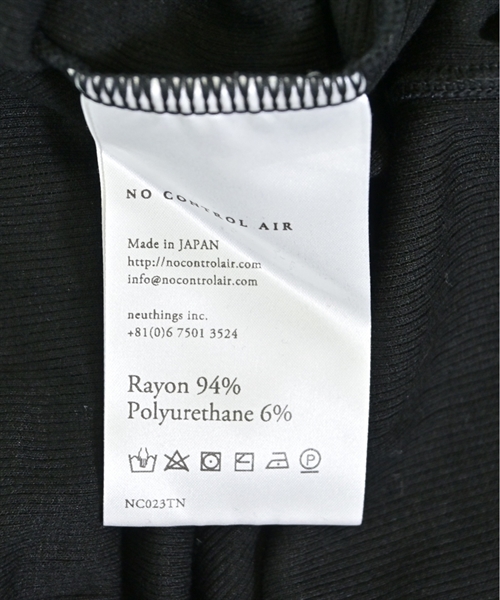 NO CONTROL AIR
Made in JAPAN
http://nocontrolair.com
info@nocontrolair.com
neuthings inc.
+81(0)6 7501 3524
Rayon 94%
Polyurethane 6%
P
NC023TN